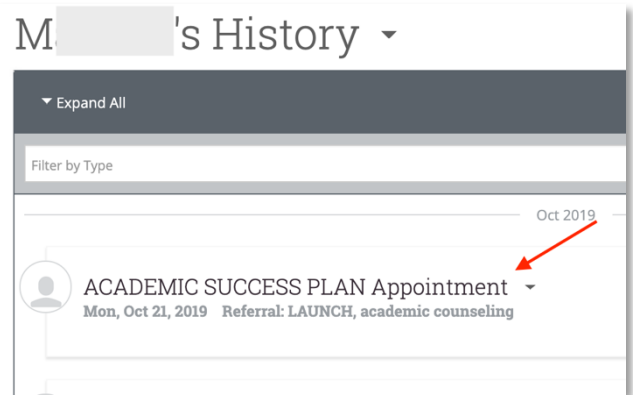 M 's History
Expand All
Filter by Type
Oct 2019
ACADEMIC SUCCESS PLAN Appointment
Mon, Oct 21, 2019 Referral: LAUNCH, academic counseling